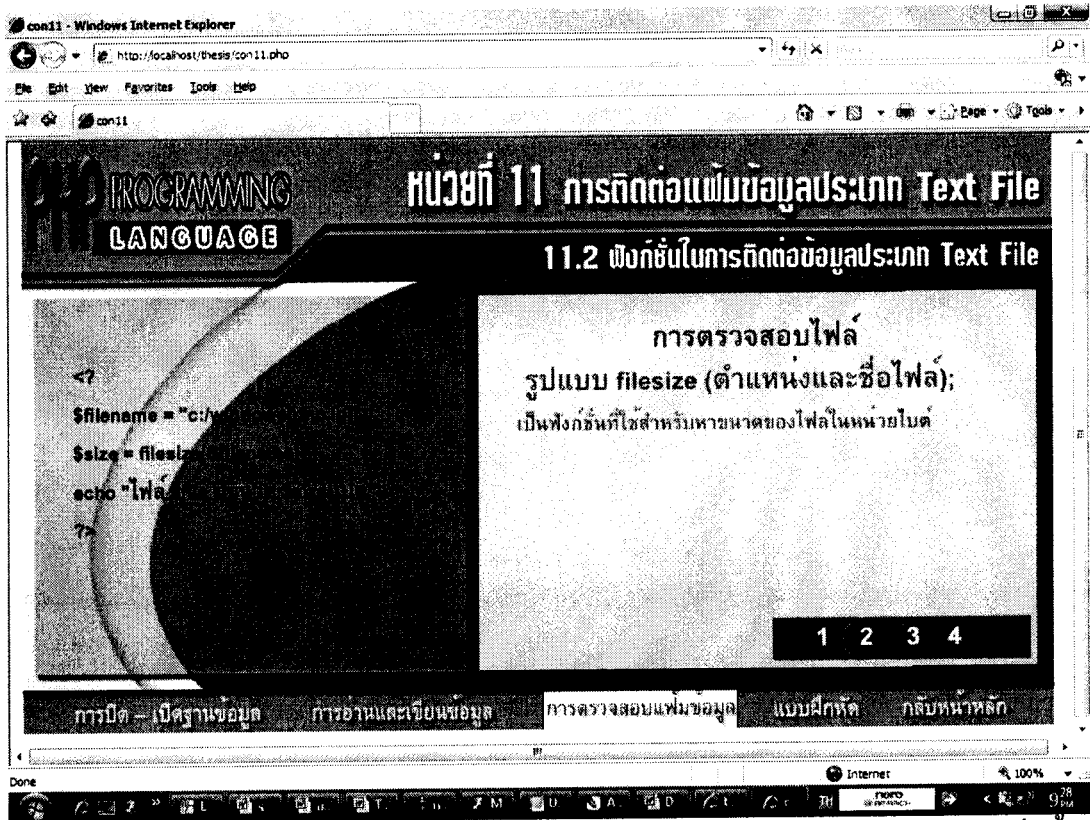 con11 - Windows Internet Explorer
http://localhost/thesis/con11.php
File Edit View Favorites Tools Help
con11
Page Tools
PHP PROGRAMMING
LANGUAGE
หน่วยที่ 11 การติดต่อแฟ้มข้อมูลประเภท Text File
11.2 ฟังก์ชั่นในการติดต่อข้อมูลประเภท Text File
<?
$filename = "c:/
$size = filesize
echo "ไฟล์
?>
การตรวจสอบไฟล์
รูปแบบ filesize (ตำแหน่งและชื่อไฟล์);
เป็นฟังก์ชั่นที่ใช้สำหรับหาขนาดของไฟล์ในหน่วยไบต์
1 2 3 4
การปิด – เปิดฐานข้อมูล การอ่านและเขียนข้อมูล การตรวจสอบแฟ้มข้อมูล แบบฝึกหัด กลับหน้าหลัก
Done
Internet 100%
TH